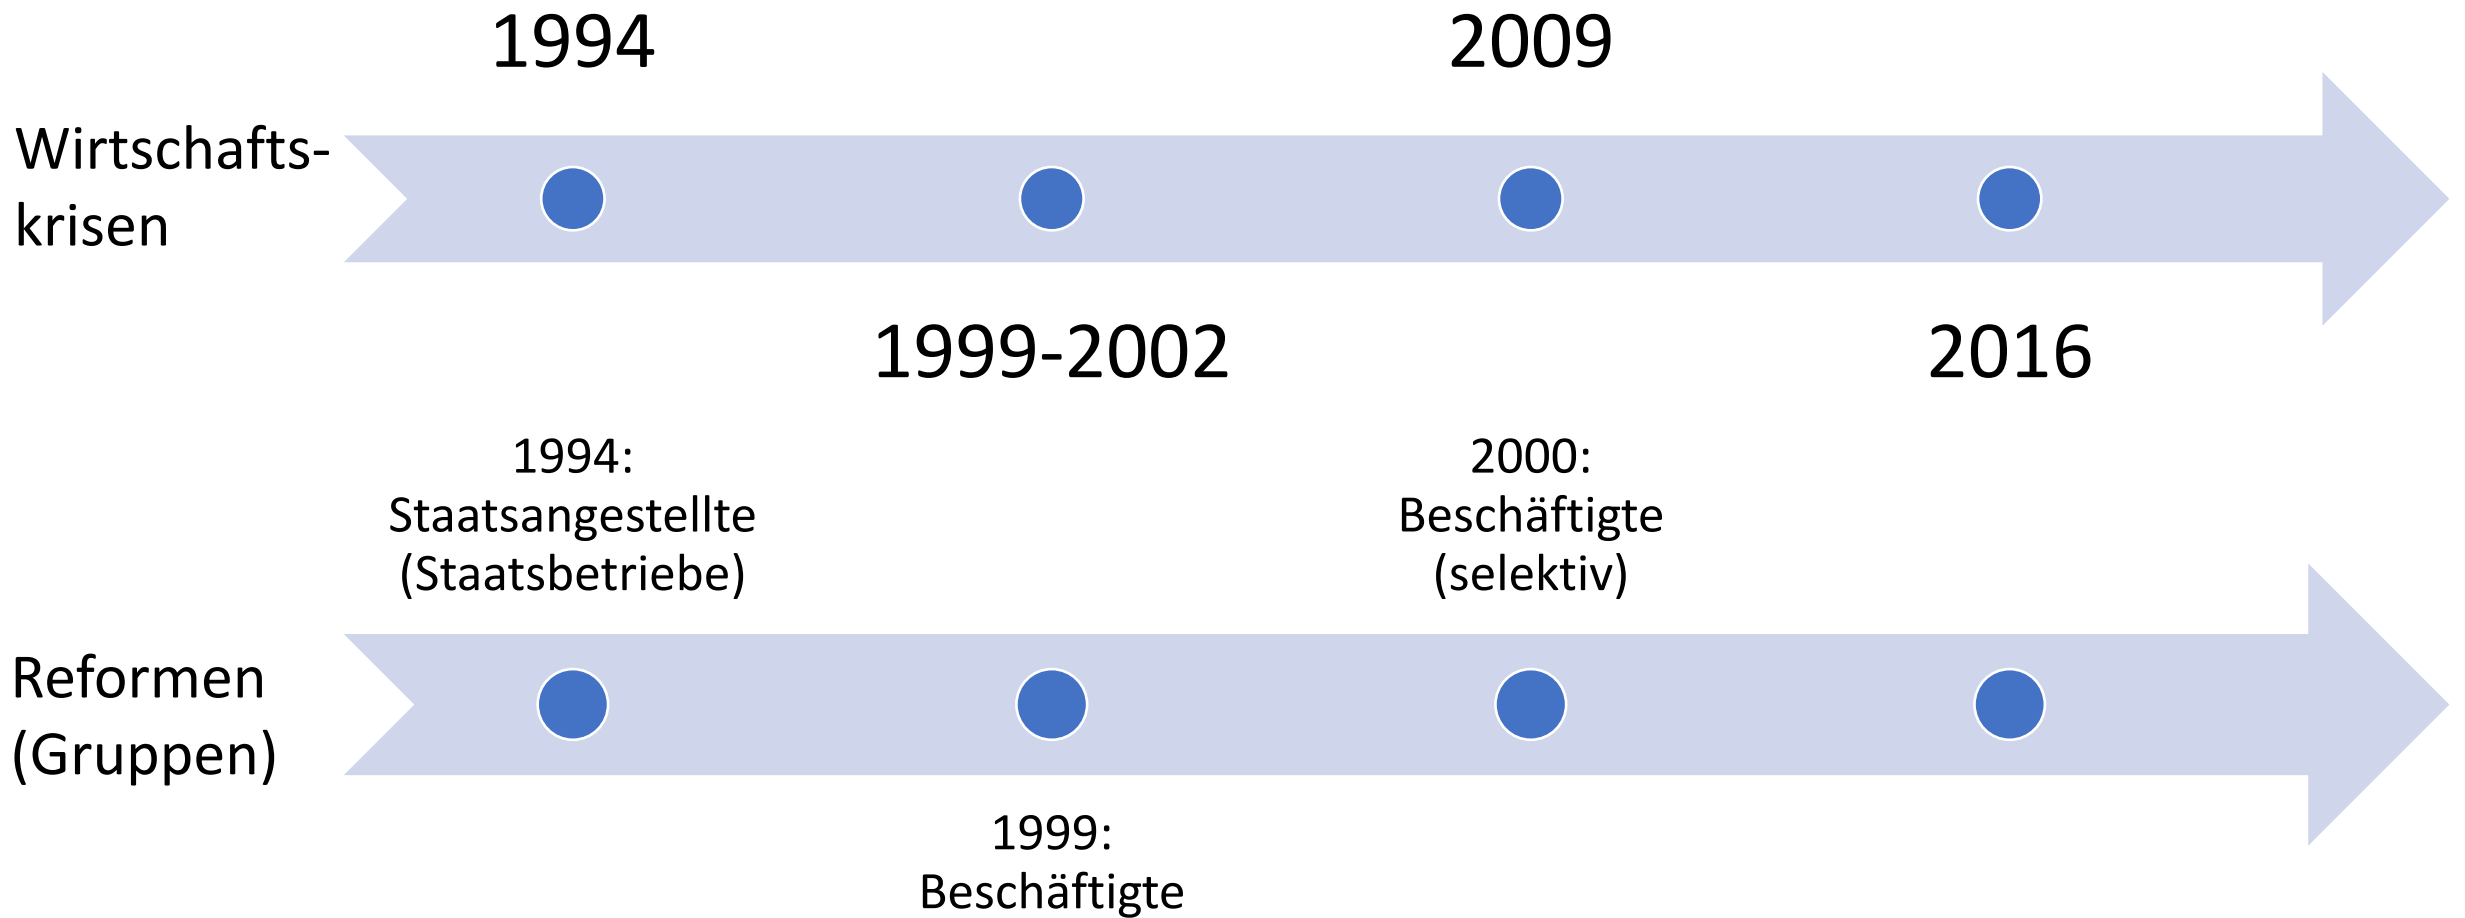 1994
2009
Wirtschafts-
krisen
1999-2002
2016
1994:
Staatsangestellte
(Staatsbetriebe)
2000:
Beschäftigte
(selektiv)
Reformen
(Gruppen)
1999:
Beschäftigte